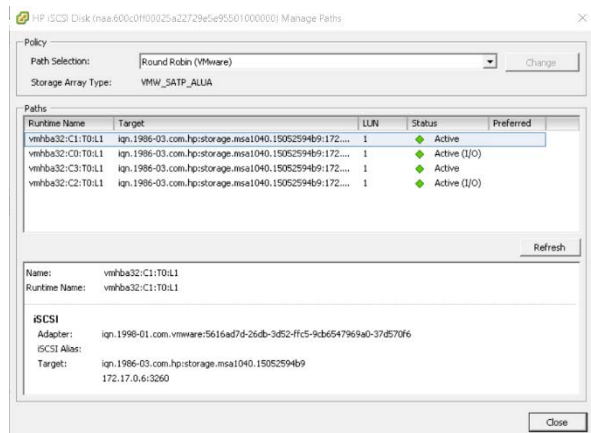 HP iSCSI Disk (naa.600c0ff00025a22729e5e95501000000) Manage Paths
Policy
Path Selection: Round Robin (VMware) Change
Storage Array Type: VMW_SATP_ALUA
Paths
Runtime Name Target LUN Status Preferred
vmhba32:C1:T0:L1 iqn.1986-03.com.hp:storage.msa1040.15052594b9:172.... 1 Active
vmhba32:C0:T0:L1 iqn.1986-03.com.hp:storage.msa1040.15052594b9:172.... 1 Active (I/O)
vmhba32:C3:T0:L1 iqn.1986-03.com.hp:storage.msa1040.15052594b9:172.... 1 Active
vmhba32:C2:T0:L1 iqn.1986-03.com.hp:storage.msa1040.15052594b9:172.... 1 Active (I/O)
Refresh
Name: vmhba32:C1:T0:L1
Runtime Name: vmhba32:C1:T0:L1
iSCSI
Adapter: iqn.1998-01.com.vmware:5616ad7d-26db-3d52-ffc5-9cb6547969a0-37d570f6
iSCSI Alias:
Target: iqn.1986-03.com.hp:storage.msa1040.15052594b9
172.17.0.6:3260
Close